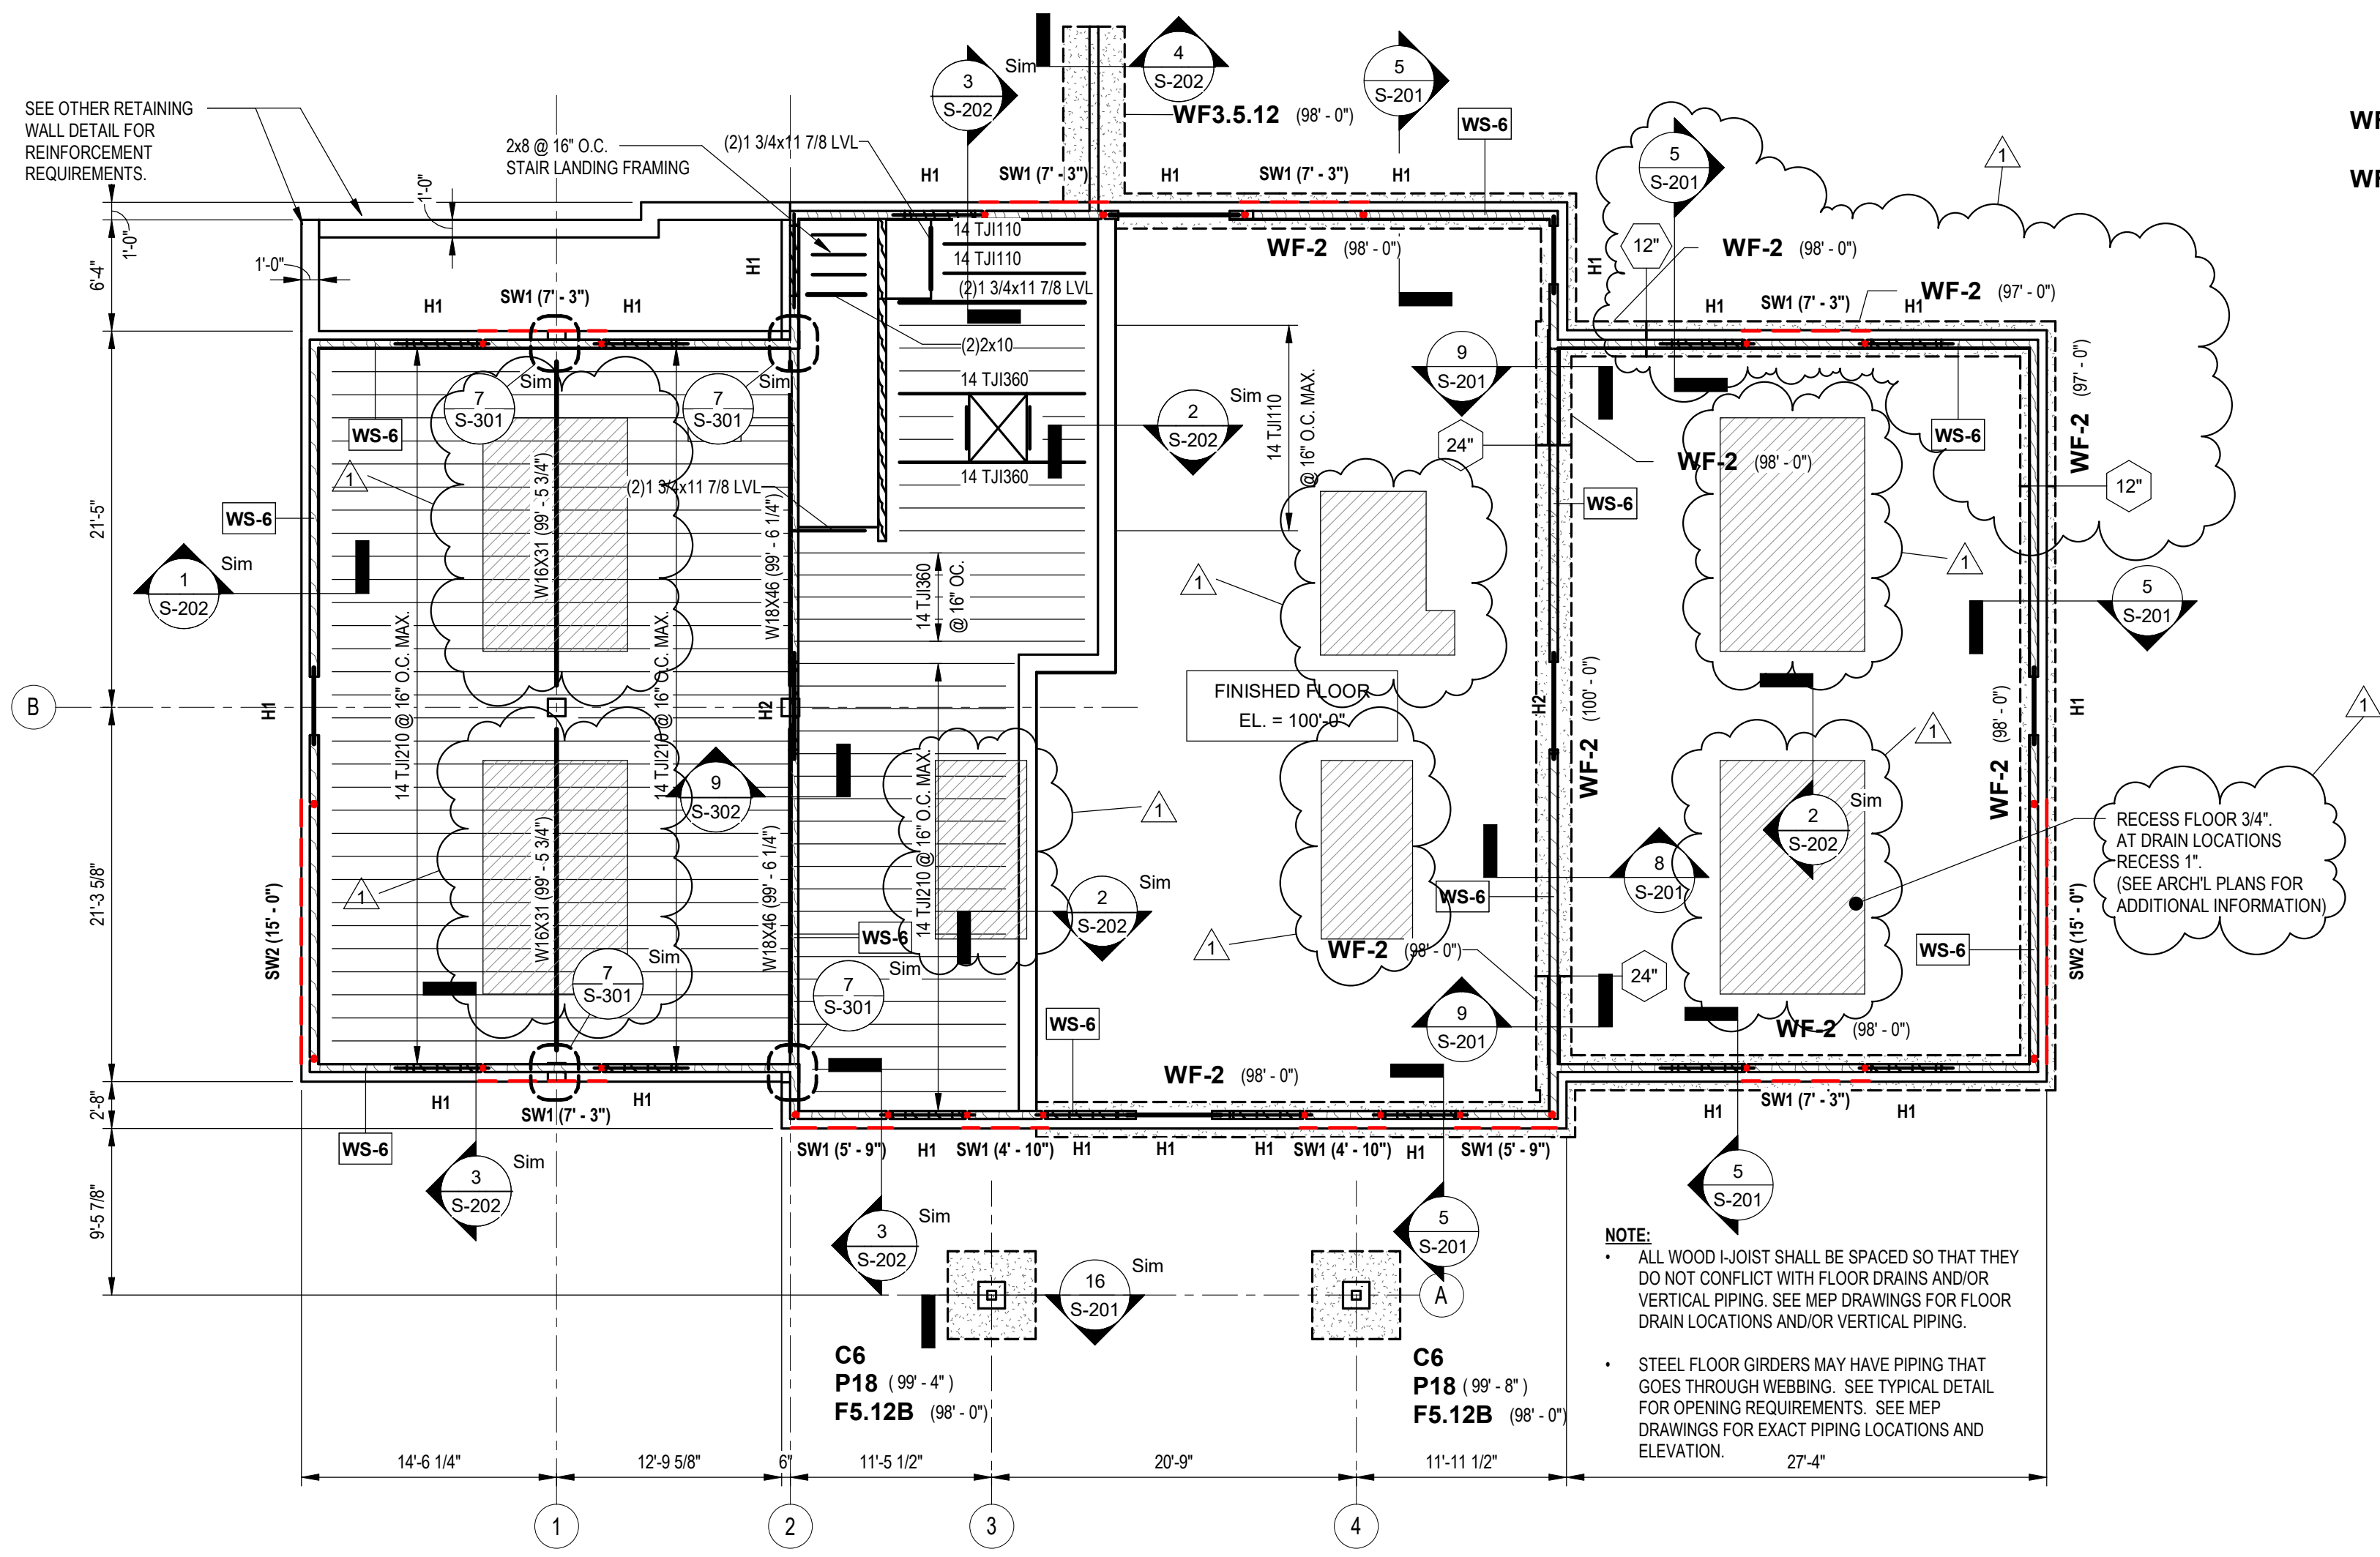 SEE OTHER RETAINING
WALL DETAIL FOR
REINFORCEMENT
REQUIREMENTS.
2x8 @ 16" O.C.
STAIR LANDING FRAMING
(2)1 3/4x11 7/8 LVL
3
S-202
Sim
4
S-202
WF3.5.12 (98' - 0")
5
S-201
WS-6
5
S-201
1
H1
SW1 (7' - 3")
H1
SW1 (7' - 3")
H1
1'-0"
1'-0"
1'-0"
6'-4"
H1
SW1 (7' - 3")
H1
H1
14 TJI110
14 TJI110
(2)1 3/4x11 7/8 LVL
(2)2x10
14 TJI360
14 TJI360
WF-2 (98' - 0")
H1
12"
WF-2 (98' - 0")
WF-2 (97' - 0")
H1
SW1 (7' - 3")
H1
7
S-301
Sim
7
S-301
Sim
WS-6
1
WS-6
21'-5"
1
S-202
Sim
W16X31 (99' - 5 3/4")
(2)1 3/4x11 7/8 LVL
W18X46 (99' - 6 1/4")
14 TJI360
@ 16" OC.
2
S-202
Sim
14 TJI110
@ 16" O.C. MAX.
9
S-201
24"
WF-2 (98' - 0")
WS-6
WS-6
WF-2 (97' - 0")
12"
1
1
5
S-201
14 TJI210 @ 16" O.C. MAX.
14 TJI210 @ 16" O.C. MAX.
B
H1
H2
FINISHED FLOOR
EL. = 100'-0"
H2
WF-2 (100' - 0")
WF-2 (98' - 0")
H1
1
1
9
S-302
14 TJI210 @ 16" O.C. MAX.
1
2
S-202
Sim
RECESS FLOOR 3/4".
AT DRAIN LOCATIONS
RECESS 1".
(SEE ARCH'L PLANS FOR
ADDITIONAL INFORMATION)
21'-3 5/8"
SW2 (15' - 0")
1
W16X31 (99' - 5 3/4")
W18X46 (99' - 6 1/4")
WS-6
2
S-202
Sim
8
S-201
WS-6
1
WF-2 (98' - 0")
WS-6
SW2 (15' - 0")
7
S-301
Sim
7
S-301
Sim
24"
9
S-201
WS-6
WF-2 (98' - 0")
WF-2 (98' - 0")
2'-8"
H1
SW1 (7' - 3")
H1
WS-6
SW1 (5' - 9")
H1
SW1 (4' - 10")
H1
H1
H1
SW1 (4' - 10")
H1
SW1 (5' - 9")
H1
SW1 (7' - 3")
H1
3
S-202
Sim
5
S-201
9'-5 7/8"
3
S-202
Sim
5
S-201
16
S-201
Sim
A
NOTE:
• ALL WOOD I-JOIST SHALL BE SPACED SO THAT THEY
DO NOT CONFLICT WITH FLOOR DRAINS AND/OR
VERTICAL PIPING. SEE MEP DRAWINGS FOR FLOOR
DRAIN LOCATIONS AND/OR VERTICAL PIPING.
• STEEL FLOOR GIRDERS MAY HAVE PIPING THAT
GOES THROUGH WEBBING. SEE TYPICAL DETAIL
FOR OPENING REQUIREMENTS. SEE MEP
DRAWINGS FOR EXACT PIPING LOCATIONS AND
ELEVATION.
C6
P18 ( 99' - 4" )
F5.12B (98' - 0")
C6
P18 ( 99' - 8" )
F5.12B (98' - 0")
14'-6 1/4"
12'-9 5/8"
6"
11'-5 1/2"
20'-9"
11'-11 1/2"
27'-4"
1
2
3
4